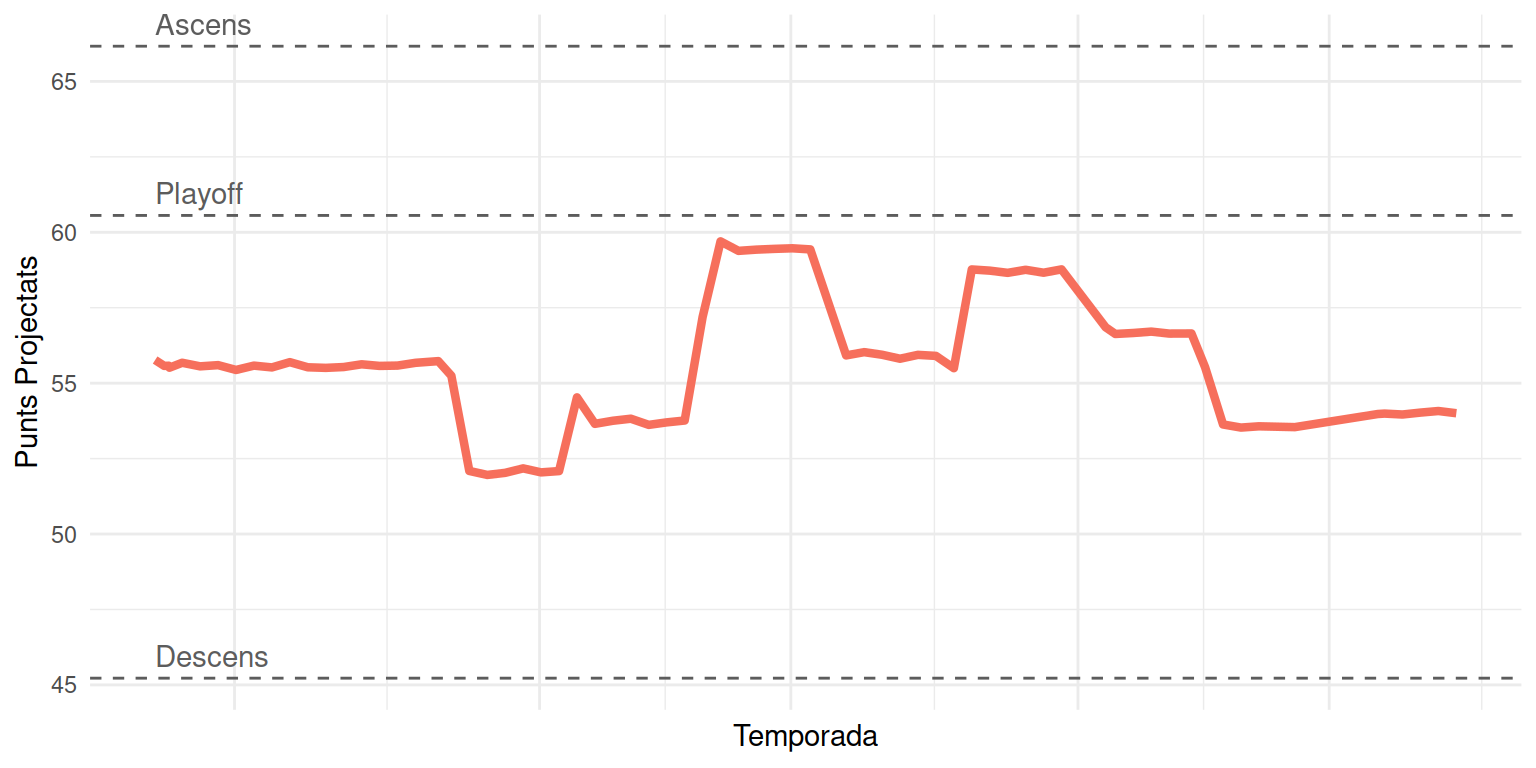 Ascens
65
Playoff
60
Punts Projectats
55
50
Descens
45
Temporada